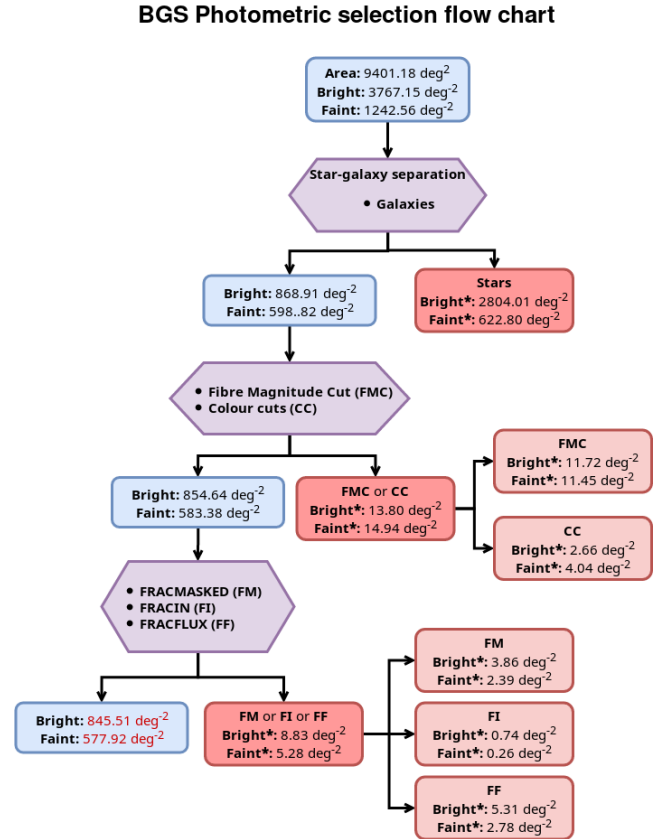 BGS Photometric selection flow chart
Area: 9401.18 deg²
Bright: 3767.15 deg⁻²
Faint: 1242.56 deg⁻²
Star-galaxy separation
• Galaxies
Bright: 868.91 deg⁻²
Faint: 598..82 deg⁻²
Stars
Bright*: 2804.01 deg⁻²
Faint*: 622.80 deg⁻²
• Fibre Magnitude Cut (FMC)
• Colour cuts (CC)
Bright: 854.64 deg⁻²
Faint: 583.38 deg⁻²
FMC or CC
Bright*: 13.80 deg⁻²
Faint*: 14.94 deg⁻²
FMC
Bright*: 11.72 deg⁻²
Faint*: 11.45 deg⁻²
CC
Bright*: 2.66 deg⁻²
Faint*: 4.04 deg⁻²
• FRACMASKED (FM)
• FRACIN (FI)
• FRACFLUX (FF)
Bright: 845.51 deg⁻²
Faint: 577.92 deg⁻²
FM or FI or FF
Bright*: 8.83 deg⁻²
Faint*: 5.28 deg⁻²
FM
Bright*: 3.86 deg⁻²
Faint*: 2.39 deg⁻²
FI
Bright*: 0.74 deg⁻²
Faint*: 0.26 deg⁻²
FF
Bright*: 5.31 deg⁻²
Faint*: 2.78 deg⁻²